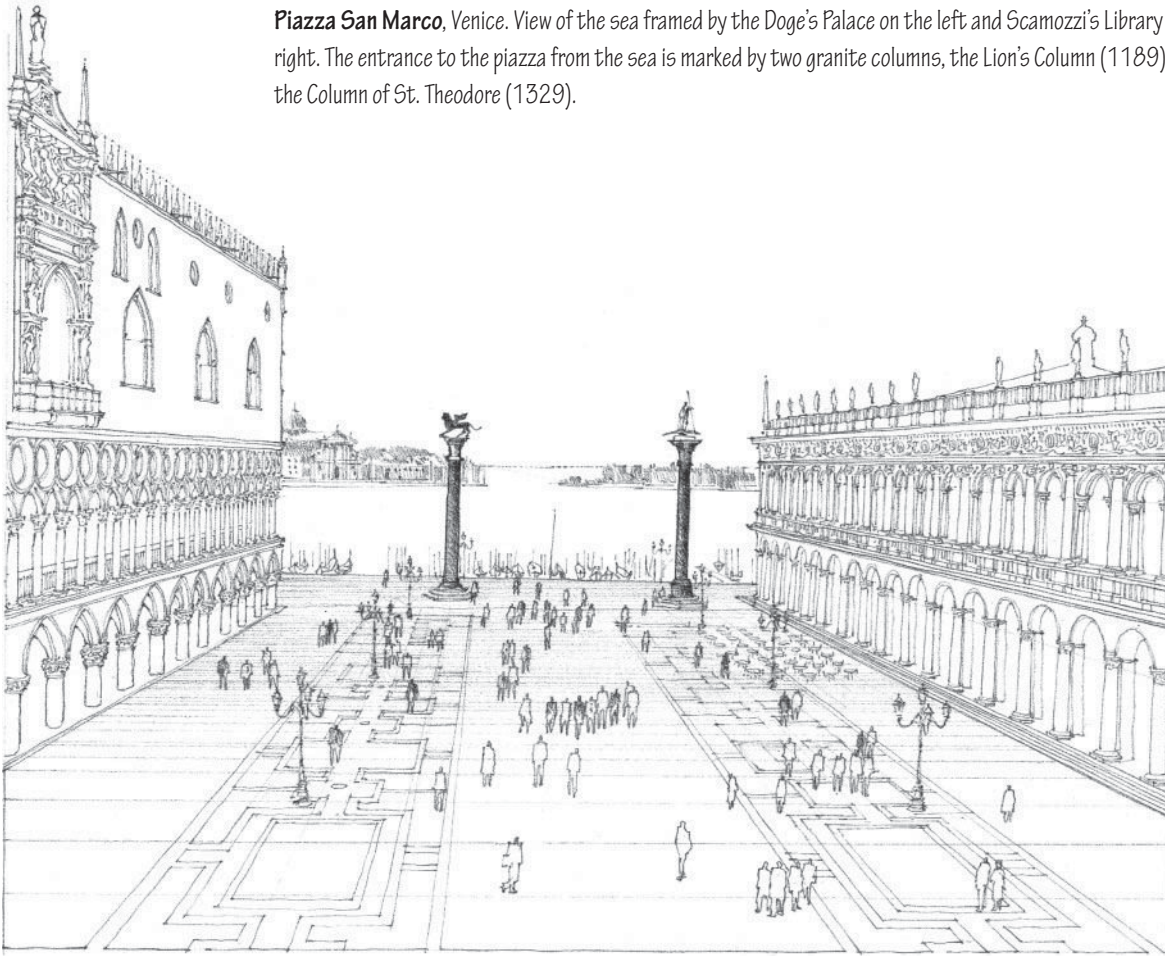 Piazza San Marco, Venice. View of the sea framed by the Doge’s Palace on the left and Scamozzi’s Library
right. The entrance to the piazza from the sea is marked by two granite columns, the Lion’s Column (1189)
the Column of St. Theodore (1329).